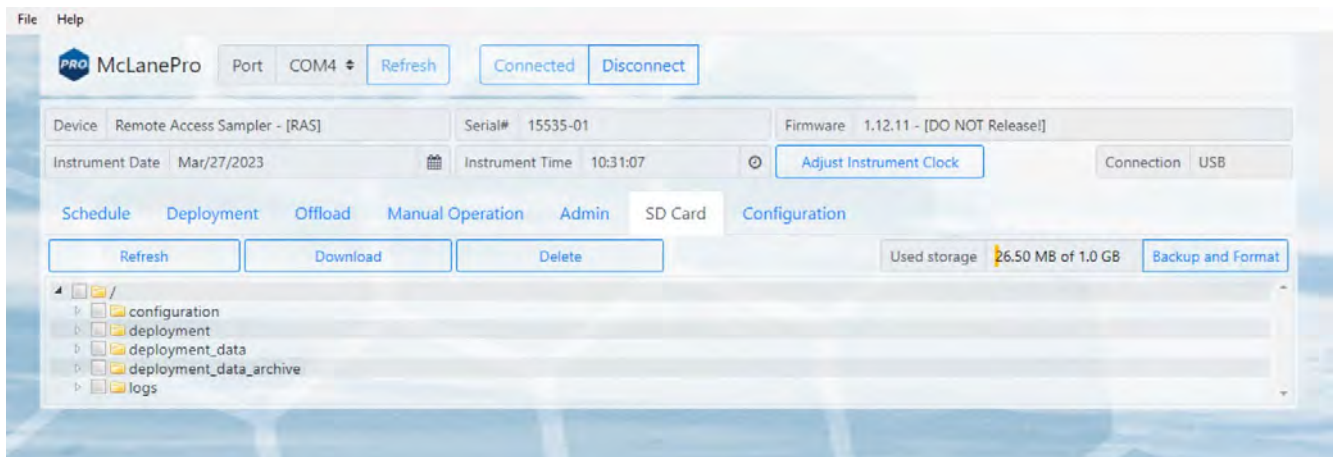 File Help
PRO McLanePro Port COM4 Refresh Connected Disconnect
Device Remote Access Sampler - [RAS] Serial# 15535-01 Firmware 1.12.11 - [DO NOT Release!]
Instrument Date Mar/27/2023 Instrument Time 10:31:07 Adjust Instrument Clock Connection USB
Schedule Deployment Offload Manual Operation Admin SD Card Configuration
Refresh Download Delete Used storage 26.50 MB of 1.0 GB Backup and Format
/
configuration
deployment
deployment_data
deployment_data_archive
logs